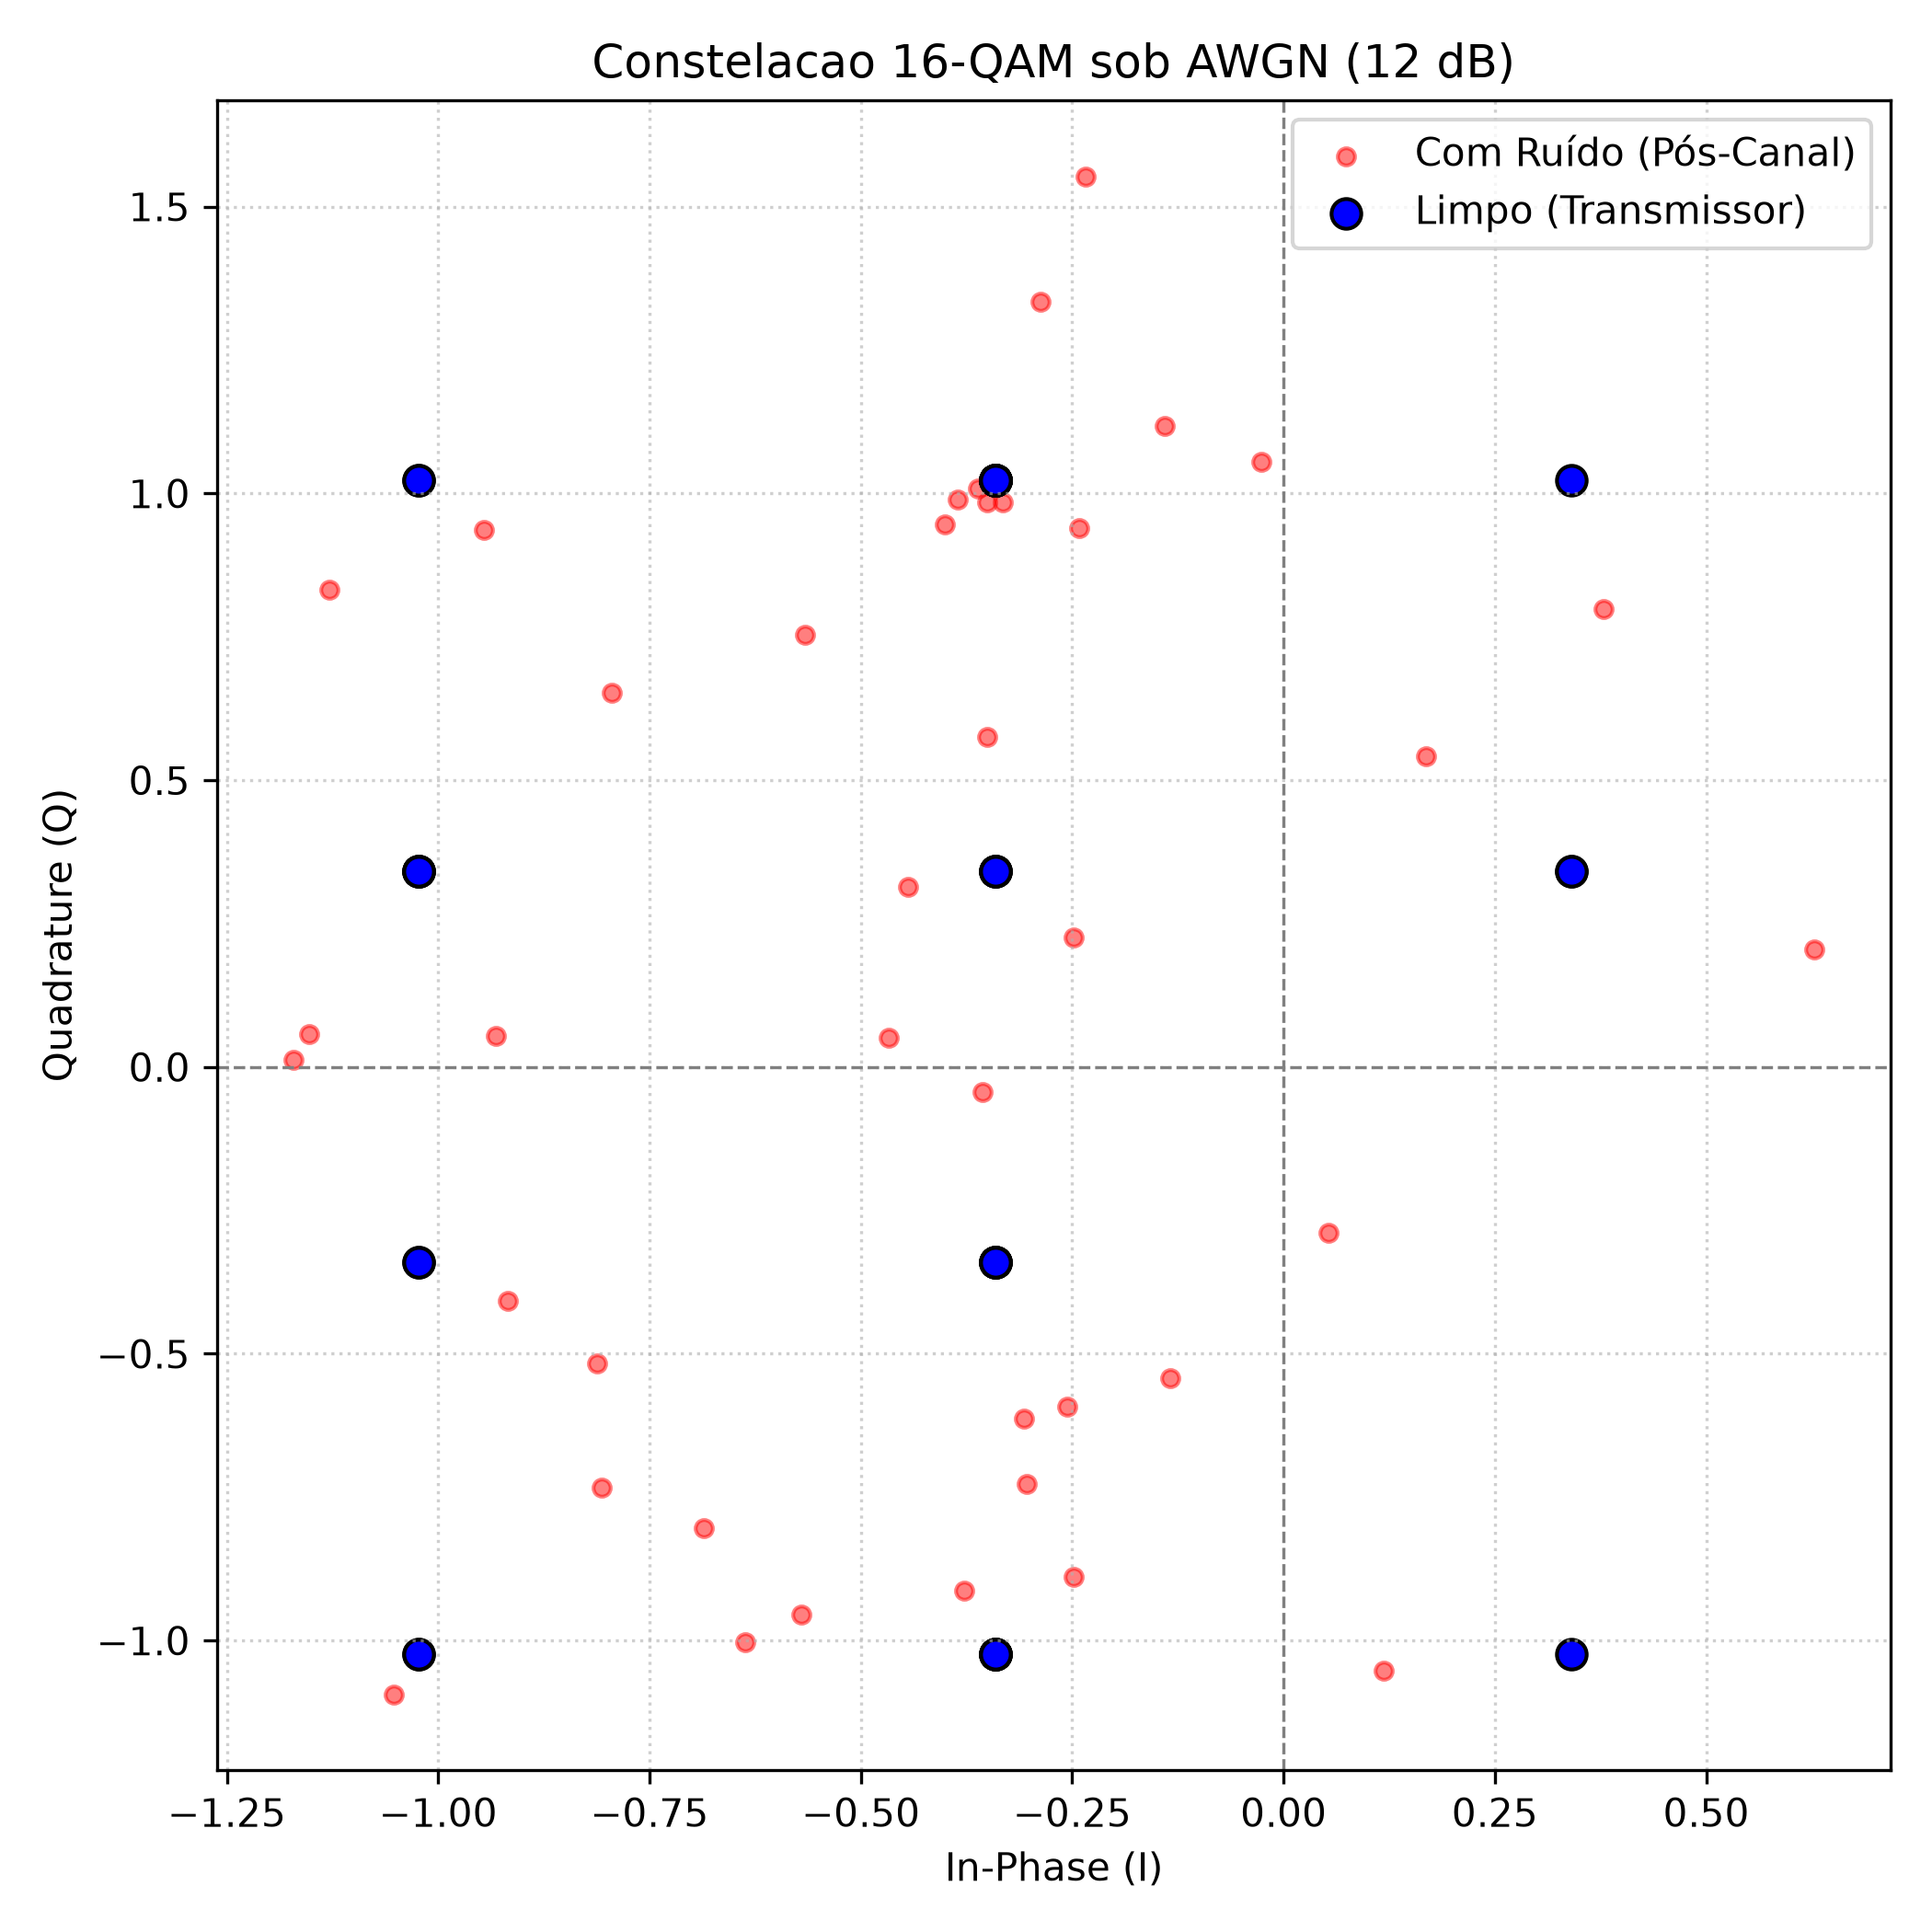 Constelacao 16-QAM sob AWGN (12 dB)
Com Ruído (Pós-Canal)
Limpo (Transmissor)
1.5
1.0
0.5
0.0
−0.5
−1.0
Quadrature (Q)
−1.25
−1.00
−0.75
−0.50
−0.25
0.00
0.25
0.50
In-Phase (I)